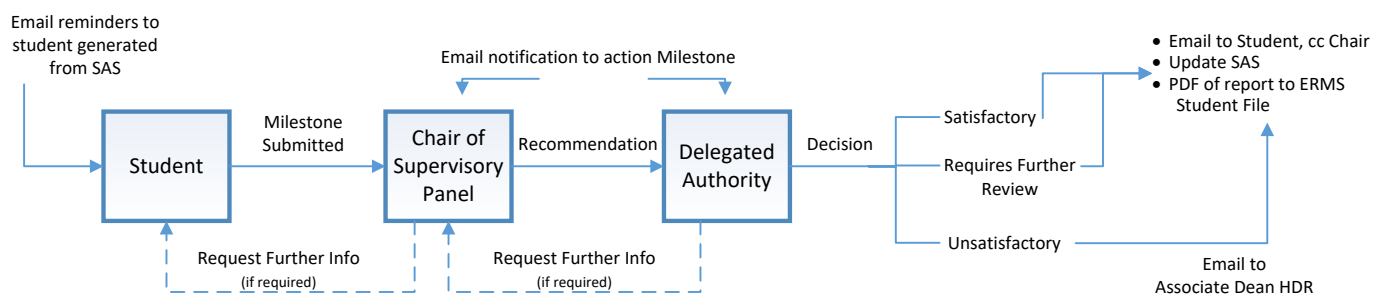 Email reminders to
student generated
from SAS
Student
Milestone
Submitted
Email notification to action Milestone
Chair of
Supervisory
Panel
Recommendation
Delegated
Authority
Decision
Satisfactory
Requires Further
Review
Unsatisfactory
• Email to Student, cc Chair
• Update SAS
• PDF of report to ERMS
Student File
Email to
Associate Dean HDR
Request Further Info
(if required)
Request Further Info
(if required)